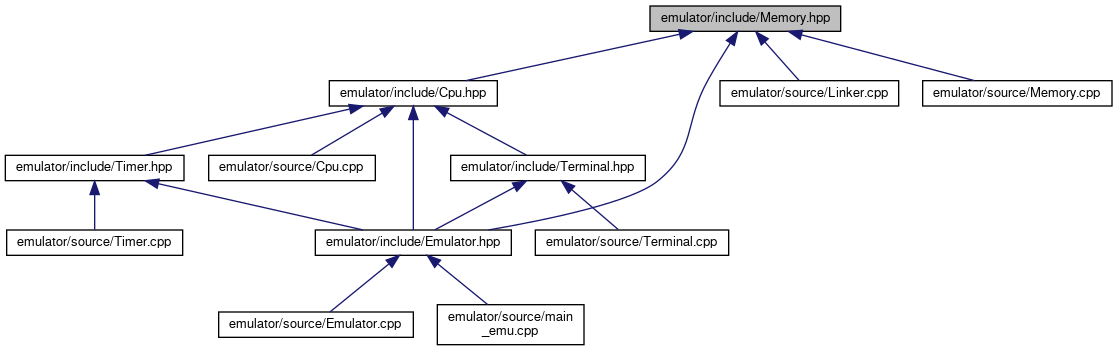 emulator/include/Memory.hpp
emulator/include/Cpu.hpp
emulator/source/Linker.cpp
emulator/source/Memory.cpp
emulator/include/Timer.hpp
emulator/source/Cpu.cpp
emulator/include/Terminal.hpp
emulator/source/Timer.cpp
emulator/include/Emulator.hpp
emulator/source/Terminal.cpp
emulator/source/Emulator.cpp
emulator/source/main
_emu.cpp